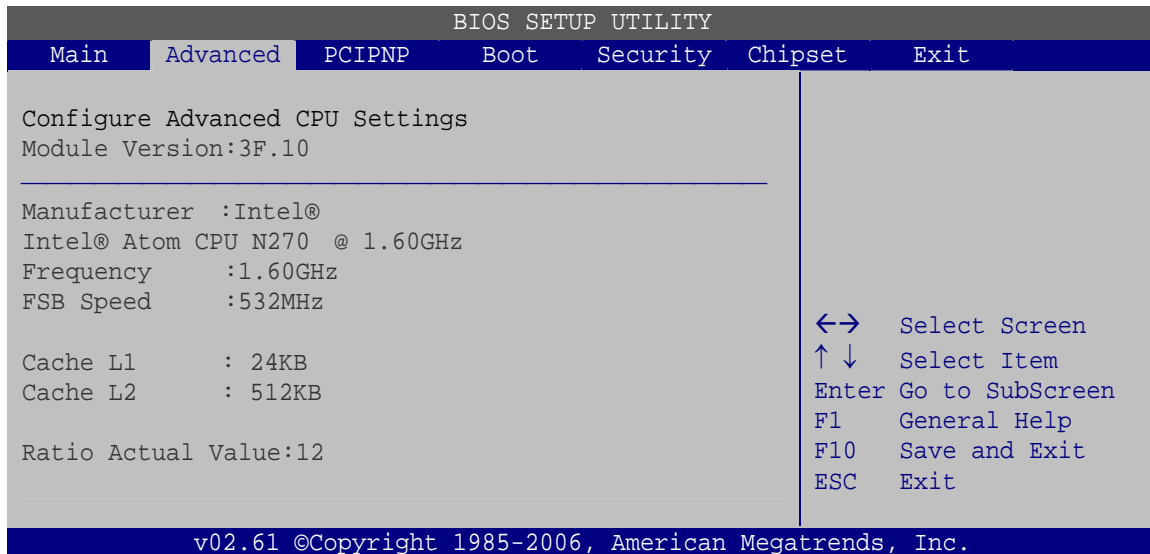 BIOS SETUP UTILITY
Main Advanced PCIPNP Boot Security Chipset Exit
Configure Advanced CPU Settings
Module Version:3F.10
Manufacturer :Intel®
Intel® Atom CPU N270 @ 1.60GHz
Frequency :1.60GHz
FSB Speed :532MHz
Cache L1 : 24KB
Cache L2 : 512KB
Ratio Actual Value:12
←→ Select Screen
↑ ↓ Select Item
Enter Go to SubScreen
F1 General Help
F10 Save and Exit
ESC Exit
v02.61 ©Copyright 1985-2006, American Megatrends, Inc.